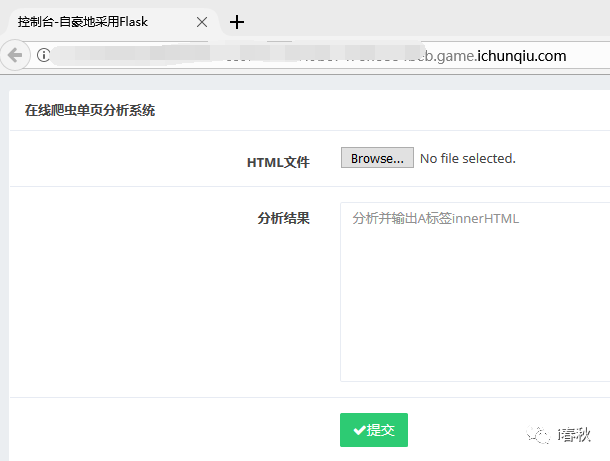 控制台-自豪地采用Flask
.game.ichunqiu.com
在线爬虫单页分析系统
HTML文件
Browse... No file selected.
分析结果
分析并输出A标签innerHTML
提交
i春秋